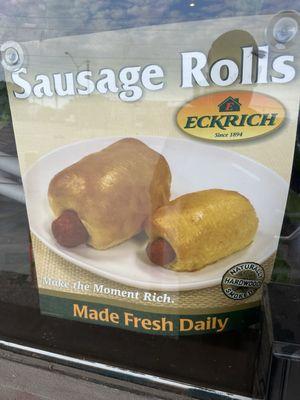 Sausage Rolls
ECKRICH
Since 1894
Make the Moment Rich.
NATURALLY
HARDWOOD
SMOKED
Made Fresh Daily